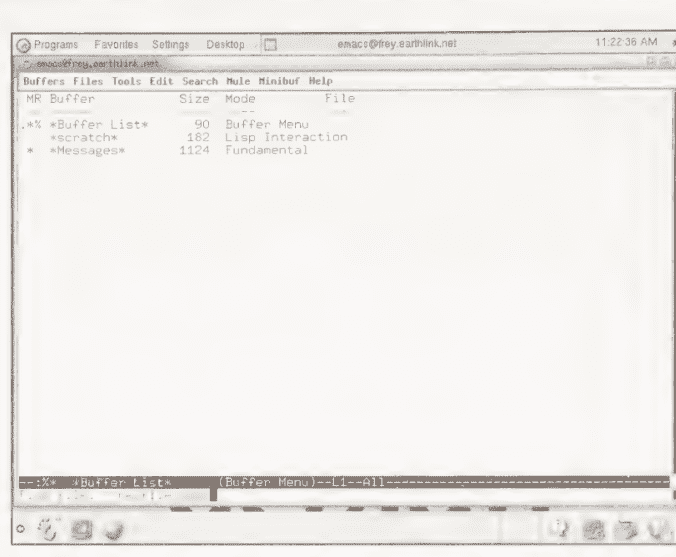 Programs Favorites Settings Desktop emacs@frey.earthlink.net 11:22:36 AM
emacs@frey.earthlink.net
Buffers Files Tools Edit Search Mule Minibuf Help
MR Buffer Size Mode File
-- ------ ---- ---- ----
.*% *Buffer List* 90 Buffer Menu
*scratch* 182 Lisp Interaction
* *Messages* 1124 Fundamental
--:%* *Buffer List* (Buffer Menu)--L1--All--------------------------------------